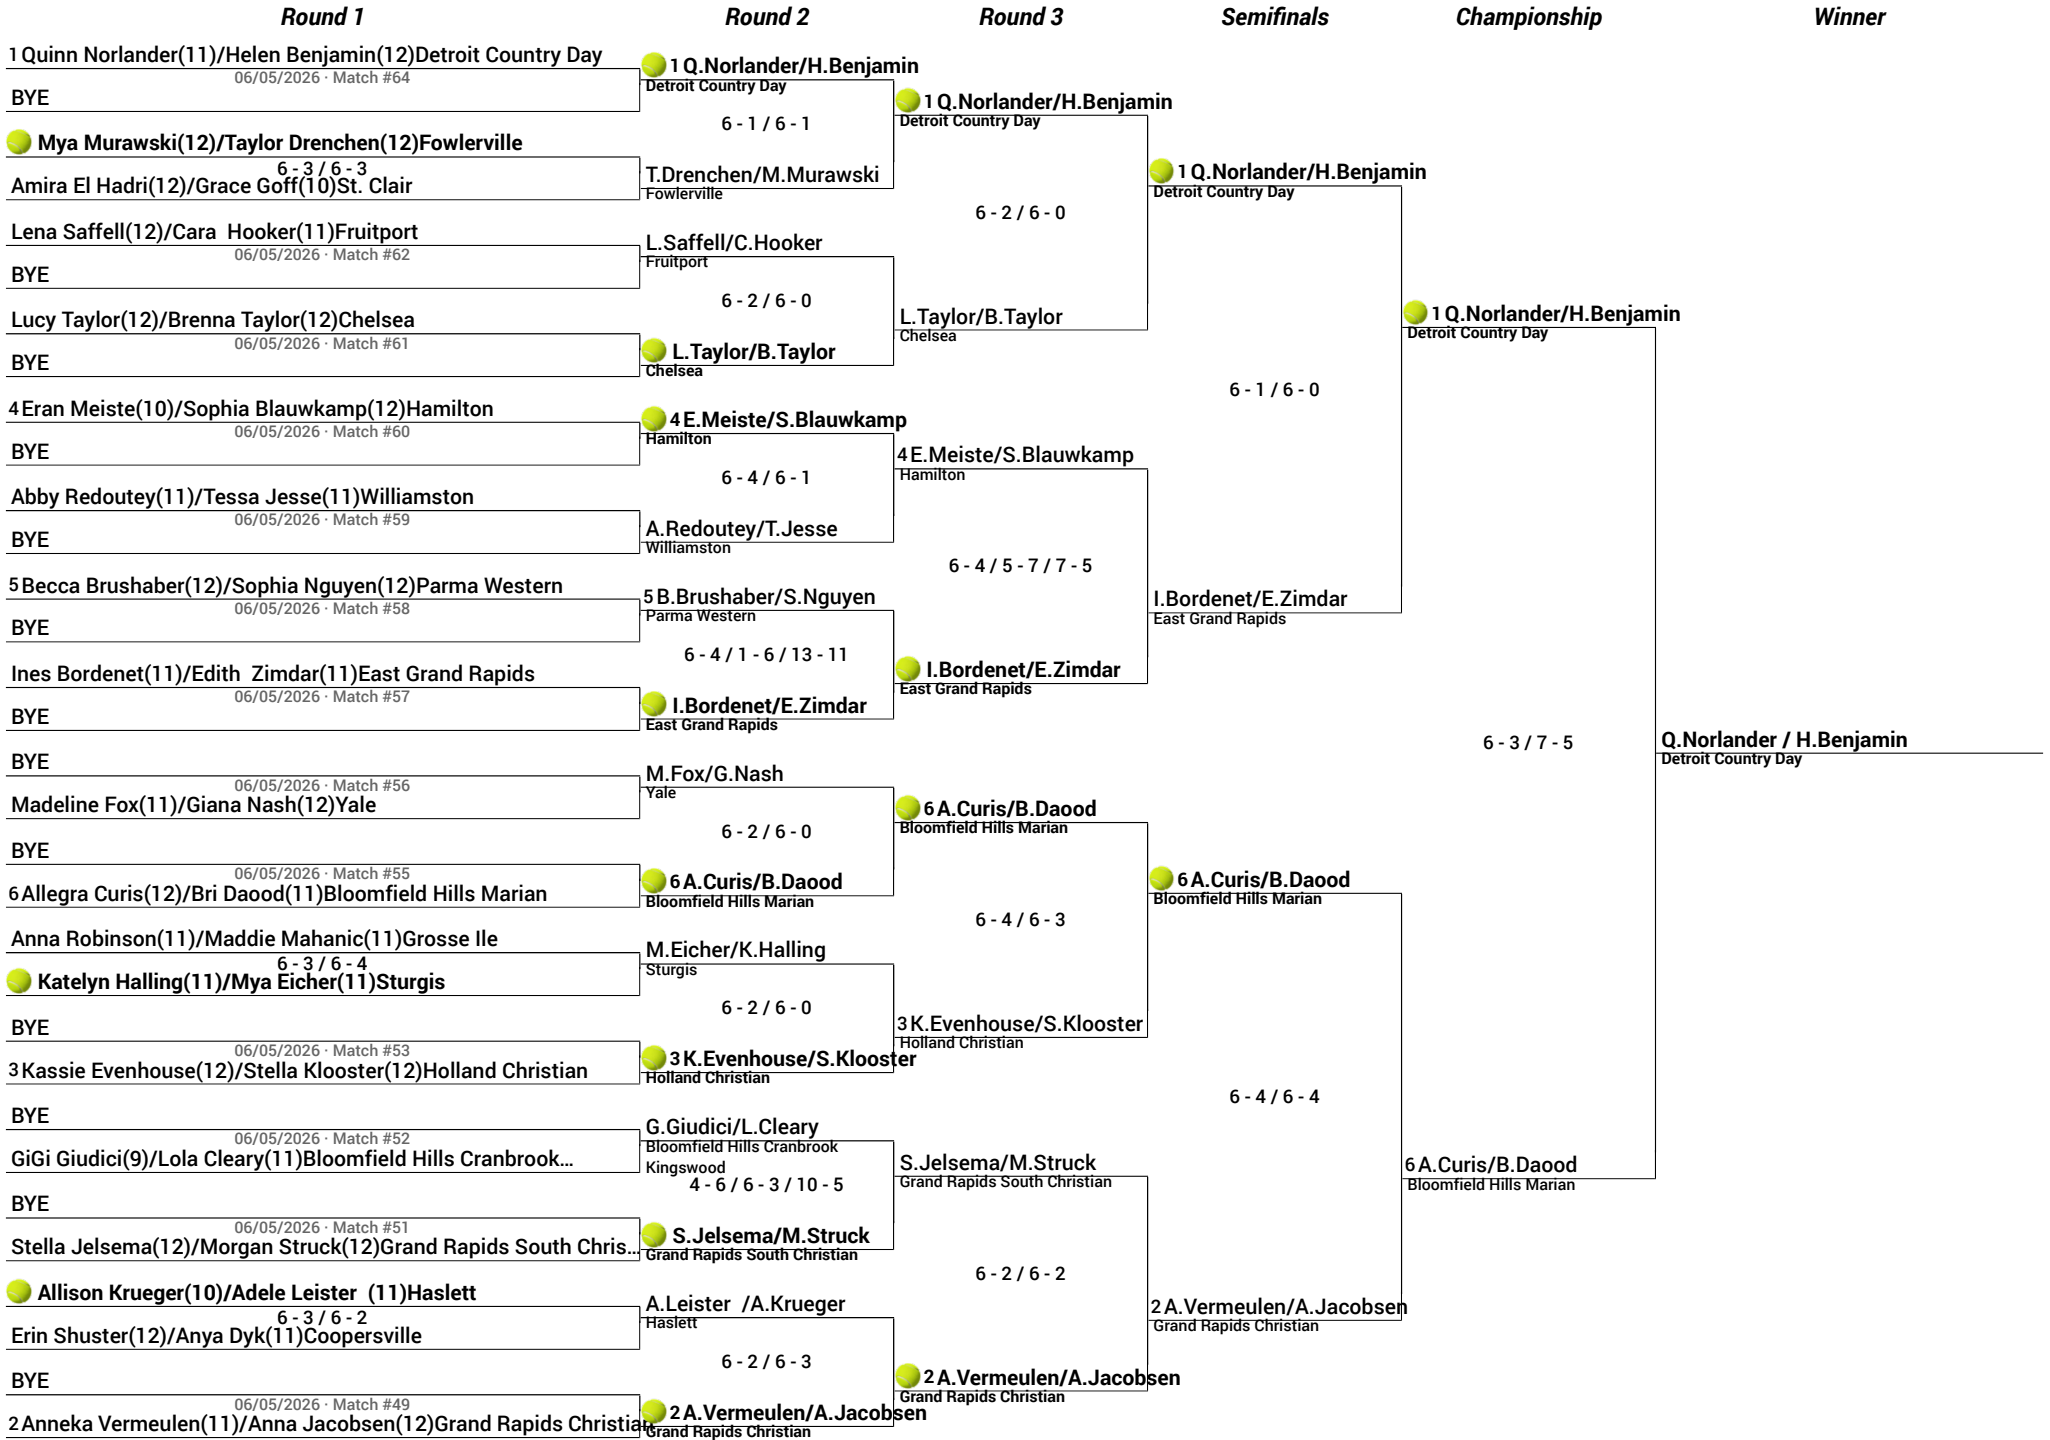 Round 1
Round 2
Round 3
Semifinals
Championship
Winner
1 Quinn Norlander(11)/Helen Benjamin(12)Detroit Country Day
06/05/2026 · Match #64
BYE
Mya Murawski(12)/Taylor Drenchen(12)Fowlerville
6 - 3 / 6 - 3
Amira El Hadri(12)/Grace Goff(10)St. Clair
Lena Saffell(12)/Cara  Hooker(11)Fruitport
06/05/2026 · Match #62
BYE
Lucy Taylor(12)/Brenna Taylor(12)Chelsea
06/05/2026 · Match #61
BYE
4 Eran Meiste(10)/Sophia Blauwkamp(12)Hamilton
06/05/2026 · Match #60
BYE
Abby Redoutey(11)/Tessa Jesse(11)Williamston
06/05/2026 · Match #59
BYE
5 Becca Brushaber(12)/Sophia Nguyen(12)Parma Western
06/05/2026 · Match #58
BYE
Ines Bordenet(11)/Edith  Zimdar(11)East Grand Rapids
06/05/2026 · Match #57
BYE
BYE
06/05/2026 · Match #56
Madeline Fox(11)/Giana Nash(12)Yale
BYE
06/05/2026 · Match #55
6 Allegra Curis(12)/Bri Daood(11)Bloomfield Hills Marian
Anna Robinson(11)/Maddie Mahanic(11)Grosse Ile
6 - 3 / 6 - 4
Katelyn Halling(11)/Mya Eicher(11)Sturgis
BYE
06/05/2026 · Match #53
3 Kassie Evenhouse(12)/Stella Klooster(12)Holland Christian
BYE
06/05/2026 · Match #52
GiGi Giudici(9)/Lola Cleary(11)Bloomfield Hills Cranbrook...
BYE
06/05/2026 · Match #51
Stella Jelsema(12)/Morgan Struck(12)Grand Rapids South Chris...
Allison Krueger(10)/Adele Leister  (11)Haslett
6 - 3 / 6 - 2
Erin Shuster(12)/Anya Dyk(11)Coopersville
BYE
06/05/2026 · Match #49
2 Anneka Vermeulen(11)/Anna Jacobsen(12)Grand Rapids Christian
1 Q.Norlander/H.Benjamin
Detroit Country Day
6 - 1 / 6 - 1
T.Drenchen/M.Murawski
Fowlerville
L.Saffell/C.Hooker
Fruitport
6 - 2 / 6 - 0
L.Taylor/B.Taylor
Chelsea
4 E.Meiste/S.Blauwkamp
Hamilton
6 - 4 / 6 - 1
A.Redoutey/T.Jesse
Williamston
5 B.Brushaber/S.Nguyen
Parma Western
6 - 4 / 1 - 6 / 13 - 11
I.Bordenet/E.Zimdar
East Grand Rapids
M.Fox/G.Nash
Yale
6 - 2 / 6 - 0
6 A.Curis/B.Daood
Bloomfield Hills Marian
M.Eicher/K.Halling
Sturgis
6 - 2 / 6 - 0
3 K.Evenhouse/S.Klooster
Holland Christian
G.Giudici/L.Cleary
Bloomfield Hills Cranbrook
Kingswood
4 - 6 / 6 - 3 / 10 - 5
S.Jelsema/M.Struck
Grand Rapids South Christian
A.Leister  /A.Krueger
Haslett
6 - 2 / 6 - 3
2 A.Vermeulen/A.Jacobsen
Grand Rapids Christian
1 Q.Norlander/H.Benjamin
Detroit Country Day
6 - 2 / 6 - 0
L.Taylor/B.Taylor
Chelsea
4 E.Meiste/S.Blauwkamp
Hamilton
6 - 4 / 5 - 7 / 7 - 5
I.Bordenet/E.Zimdar
East Grand Rapids
6 A.Curis/B.Daood
Bloomfield Hills Marian
6 - 4 / 6 - 3
3 K.Evenhouse/S.Klooster
Holland Christian
S.Jelsema/M.Struck
Grand Rapids South Christian
6 - 2 / 6 - 2
2 A.Vermeulen/A.Jacobsen
Grand Rapids Christian
1 Q.Norlander/H.Benjamin
Detroit Country Day
6 - 1 / 6 - 0
I.Bordenet/E.Zimdar
East Grand Rapids
6 A.Curis/B.Daood
Bloomfield Hills Marian
6 - 4 / 6 - 4
2 A.Vermeulen/A.Jacobsen
Grand Rapids Christian
1 Q.Norlander/H.Benjamin
Detroit Country Day
6 - 3 / 7 - 5
6 A.Curis/B.Daood
Bloomfield Hills Marian
Q.Norlander / H.Benjamin
Detroit Country Day